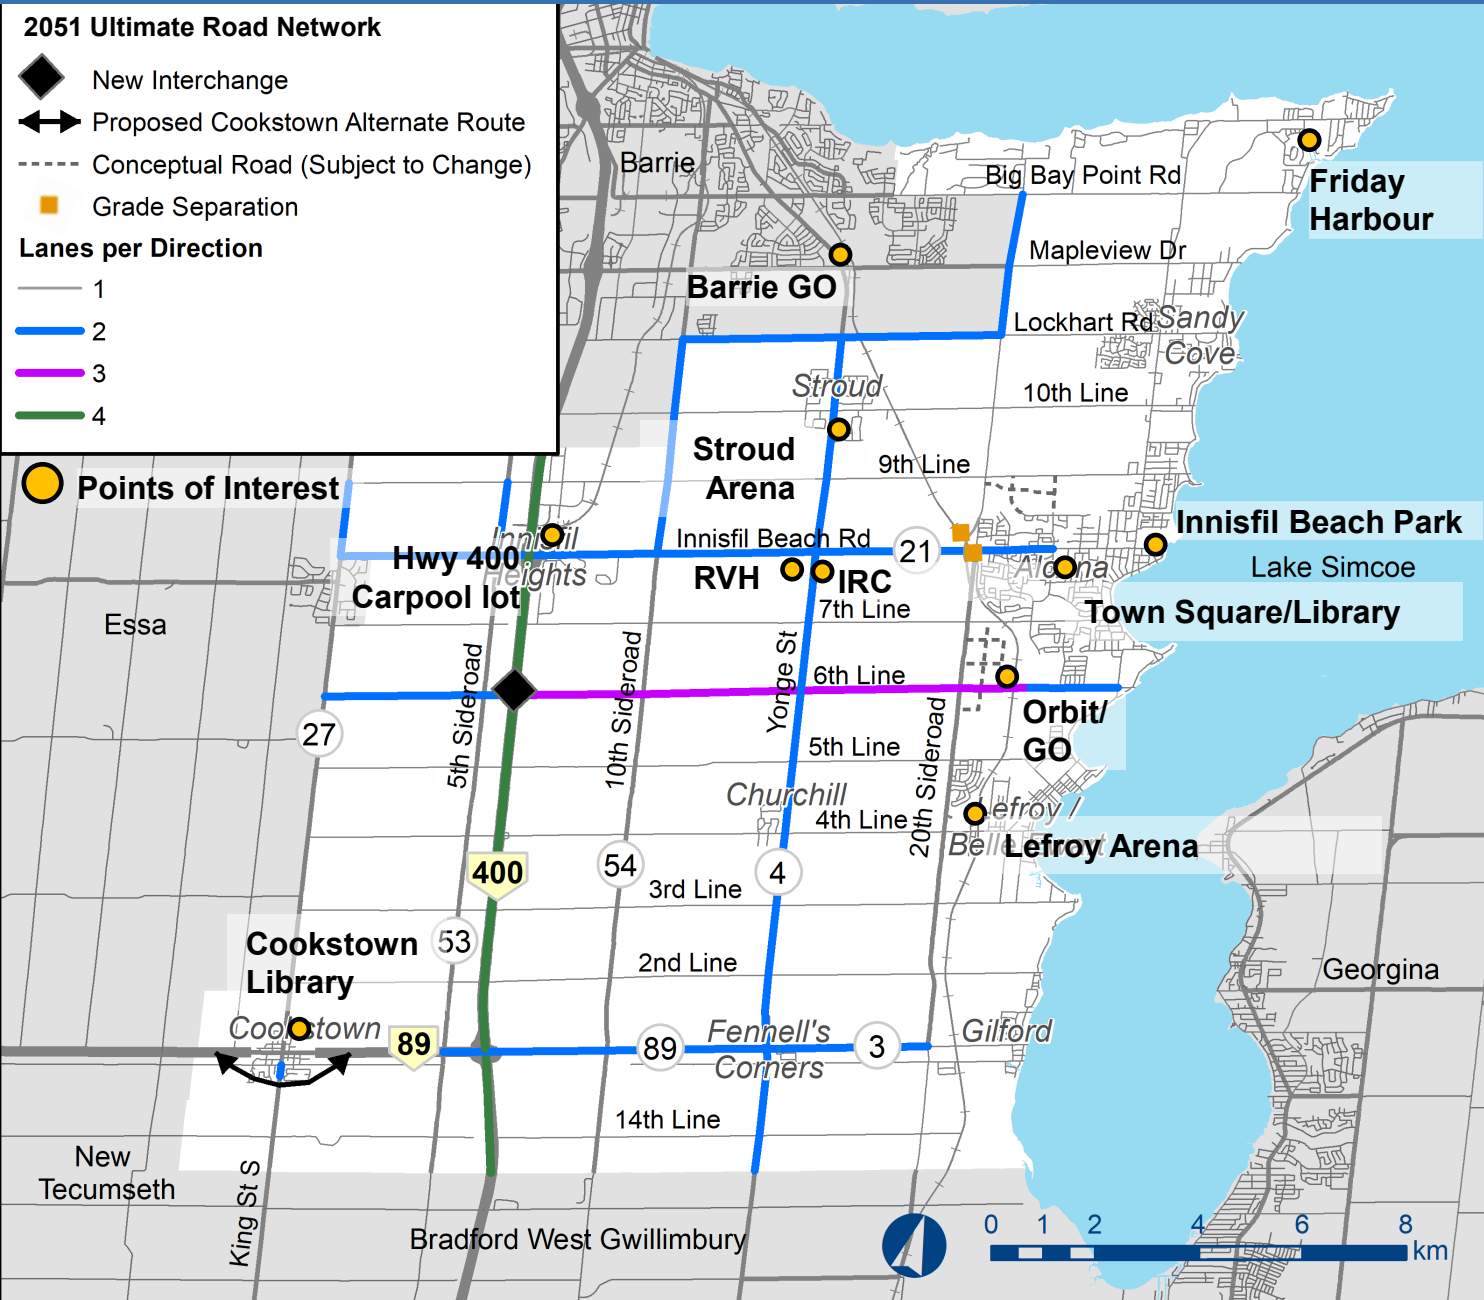 2051 Ultimate Road Network
New Interchange
Proposed Cookstown Alternate Route
Conceptual Road (Subject to Change)
Grade Separation
Lanes per Direction
1
2
3
4
Points of Interest
Barrie
Big Bay Point Rd
Friday
Harbour
Mapleview Dr
Barrie GO
Lockhart Rd
Sandy
Cove
Stroud
10th Line
Stroud
Arena
9th Line
Innisfil Beach Rd
21
Innisfil
Heights
Hwy 400
Carpool lot
RVH
IRC
Alcona
Innisfil Beach Park
Lake Simcoe
Town Square/Library
Essa
7th Line
5th Sideroad
10th Sideroad
Yonge St
6th Line
27
Orbit/
GO
5th Line
20th Sideroad
Churchill
4th Line
Lefroy /
Belle Ewart
Lefroy Arena
400
54
4
3rd Line
53
Cookstown
Library
2nd Line
Georgina
Cookstown
89
89
Fennell's
Corners
3
Gilford
14th Line
New
Tecumseth
King St S
Bradford West Gwillimbury
0 1 2 4 6 8
km